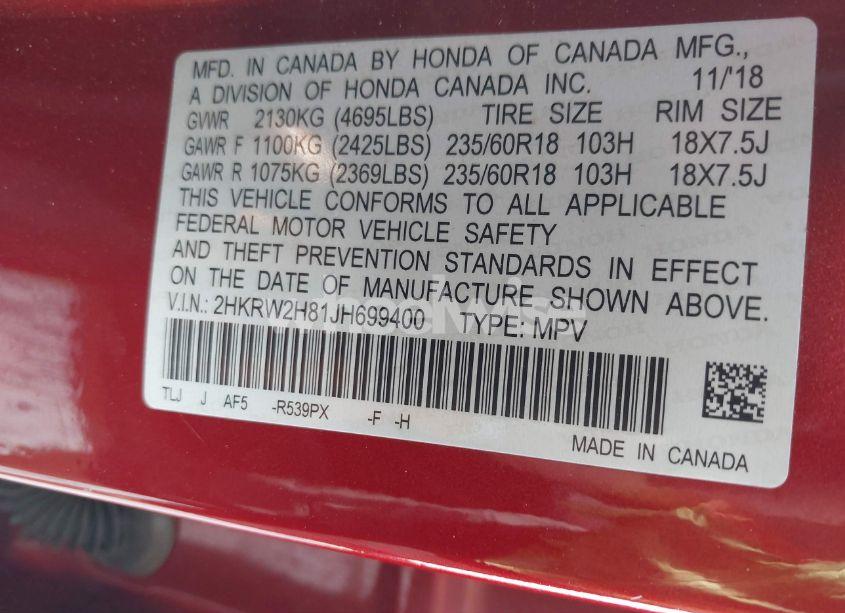 MFD. IN CANADA BY HONDA OF CANADA MFG.,
A DIVISION OF HONDA CANADA INC. 11/'18
GVWR 2130KG (4695LBS) TIRE SIZE RIM SIZE
GAWR F 1100KG (2425LBS) 235/60R18 103H 18X7.5J
GAWR R 1075KG (2369LBS) 235/60R18 103H 18X7.5J
THIS VEHICLE CONFORMS TO ALL APPLICABLE
FEDERAL MOTOR VEHICLE SAFETY
AND THEFT PREVENTION STANDARDS IN EFFECT
ON THE DATE OF MANUFACTURE SHOWN ABOVE.
V.I.N.: 2HKRW2H81JH699400 TYPE: MPV
TLJ J AF5 -R539PX -F -H
MADE IN CANADA